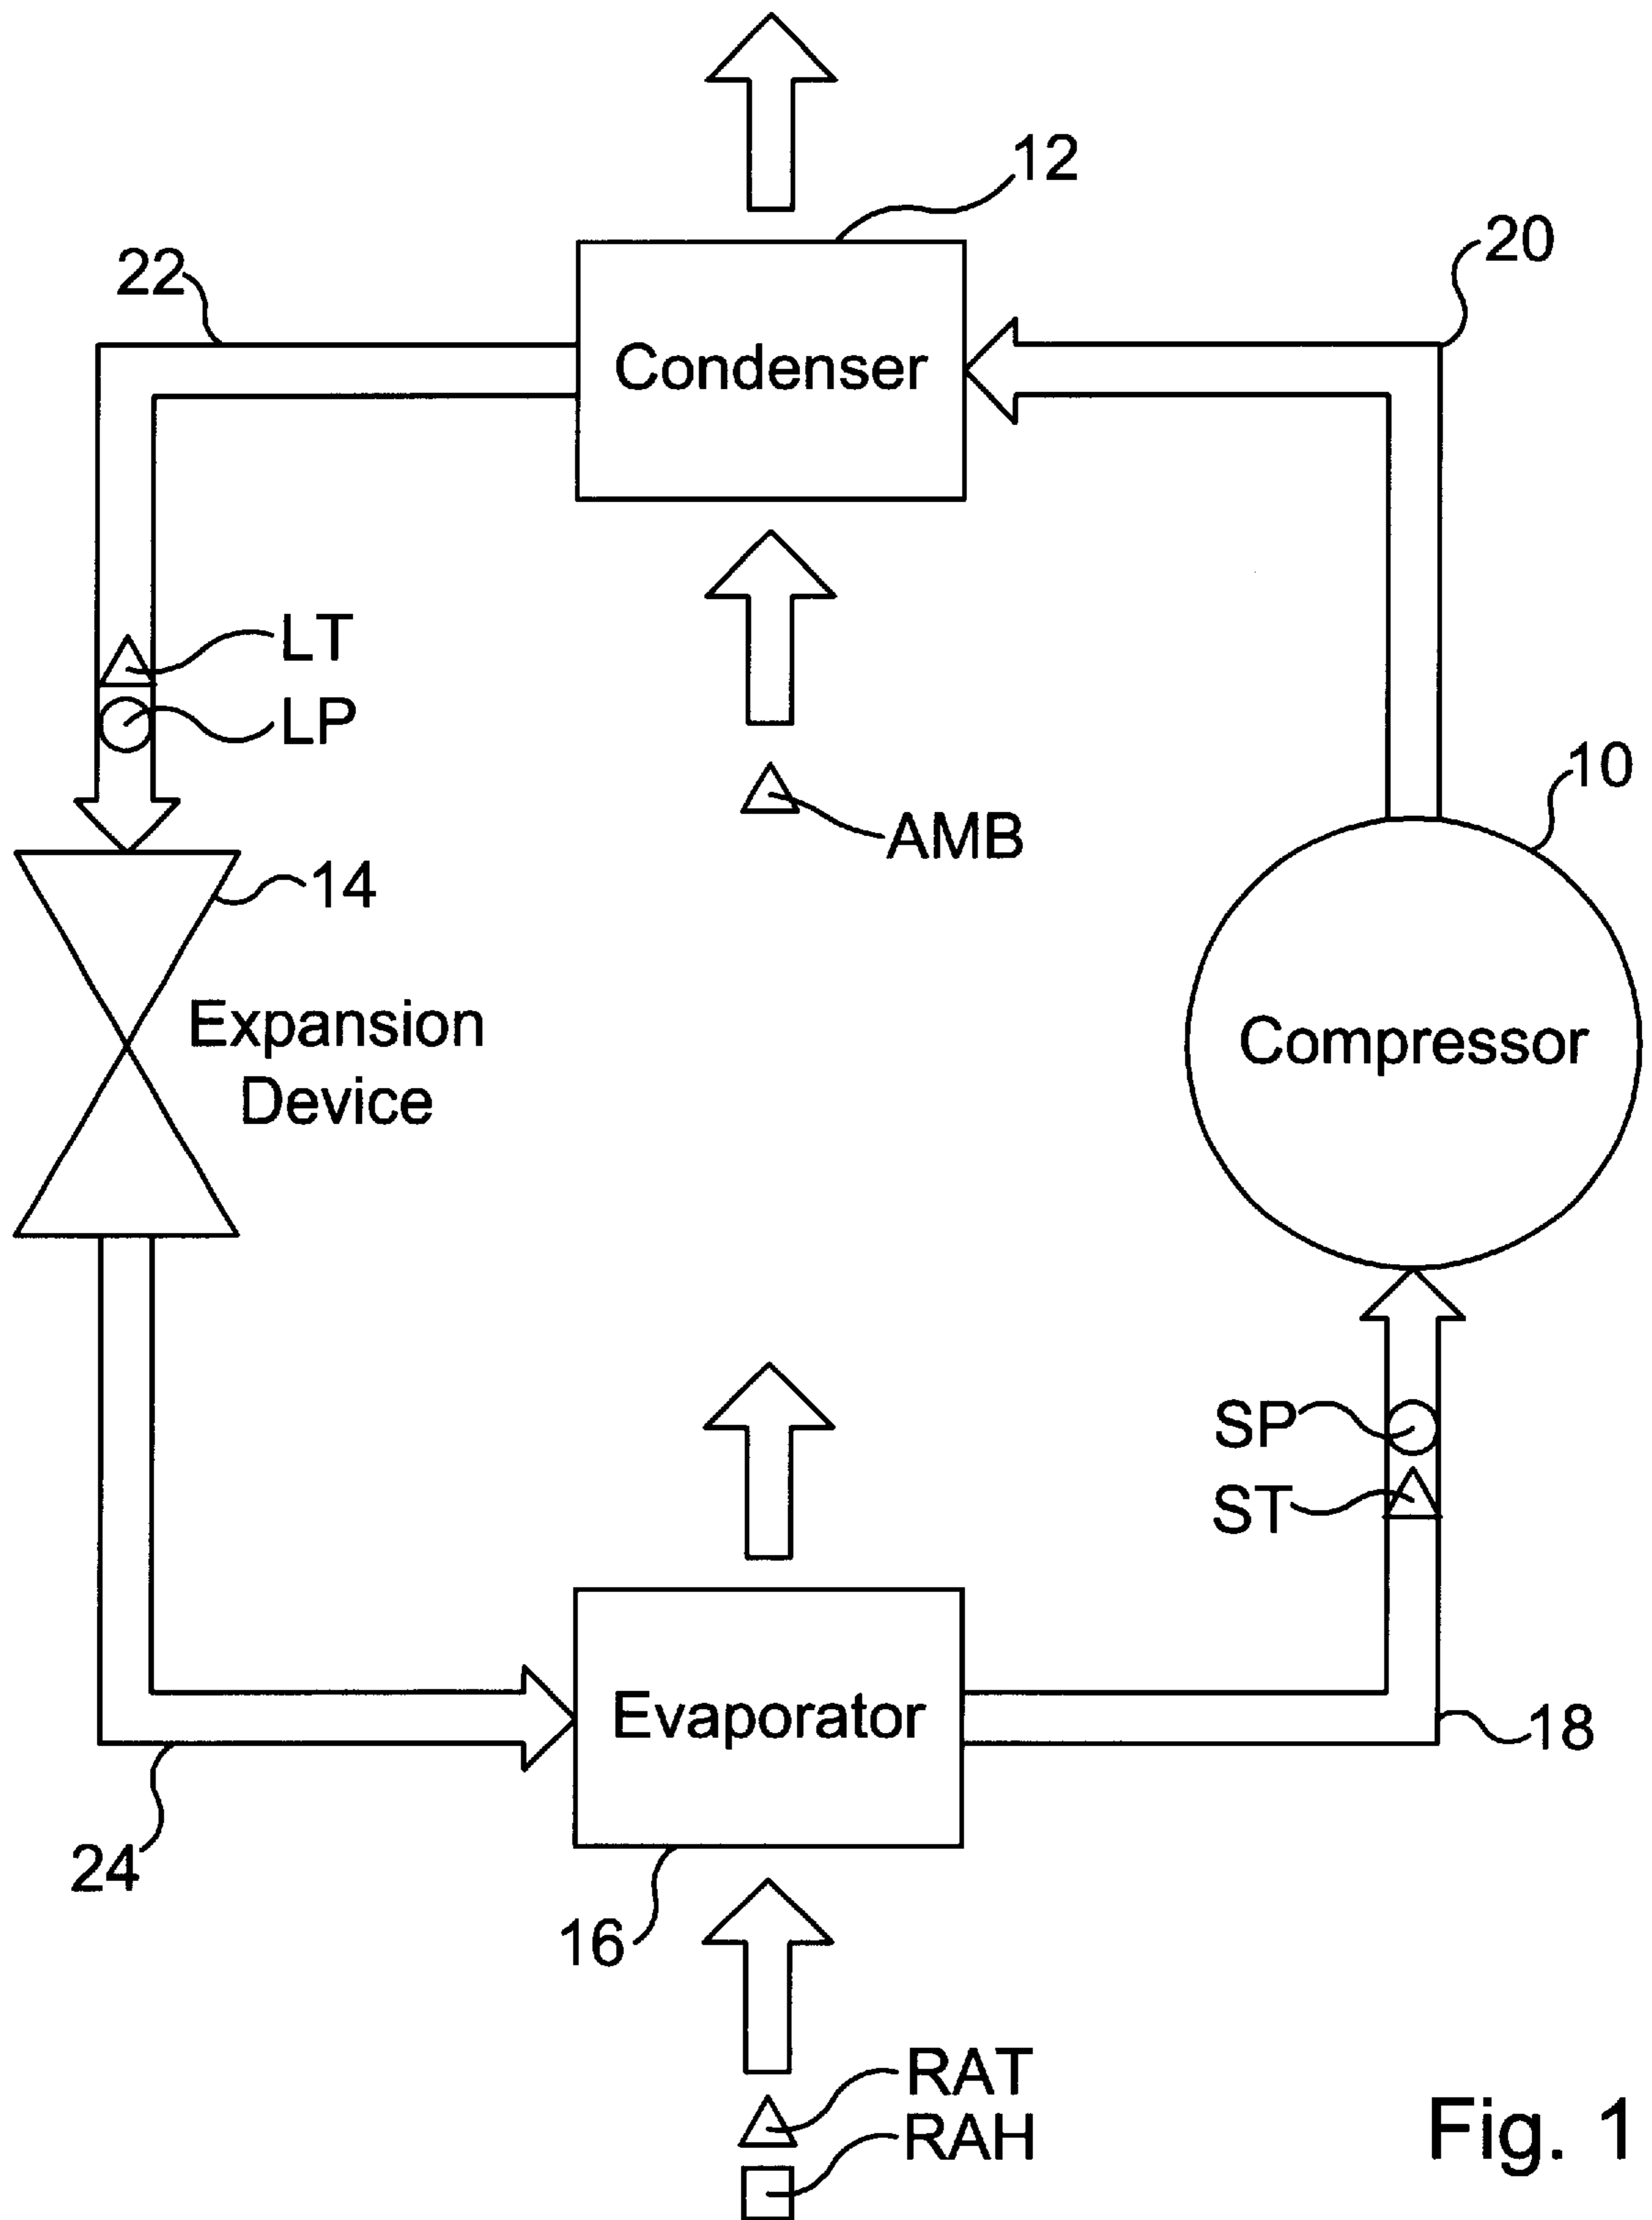 12
20
22
Condenser
LT
LP
10
AMB
14
Expansion
Device
Compressor
SP
ST
Evaporator
18
24
16
RAT
RAH
Fig. 1